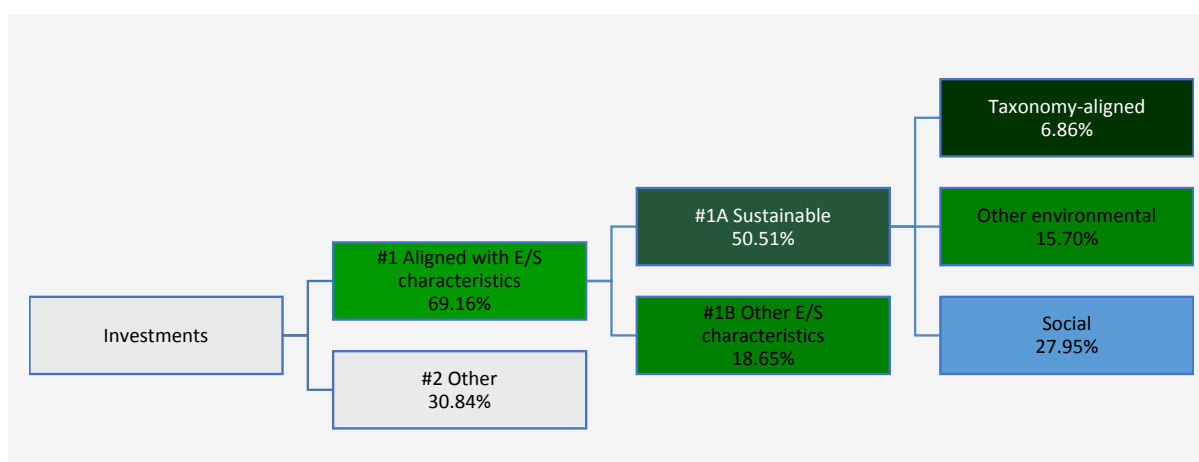 Investments
#1 Aligned with E/S
characteristics
69.16%
#2 Other
30.84%
#1A Sustainable
50.51%
#1B Other E/S
characteristics
18.65%
Taxonomy-aligned
6.86%
Other environmental
15.70%
Social
27.95%